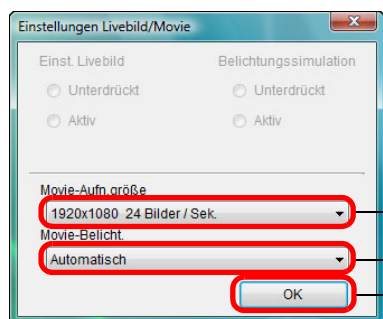 Einstellungen Livebild/Movie
Einst. Livebild Belichtungssimulation
Unterdrückt Unterdrückt
Aktiv Aktiv
Movie-Aufn.größe
1920x1080 24 Bilder / Sek.
Movie-Belicht.
Automatisch
OK